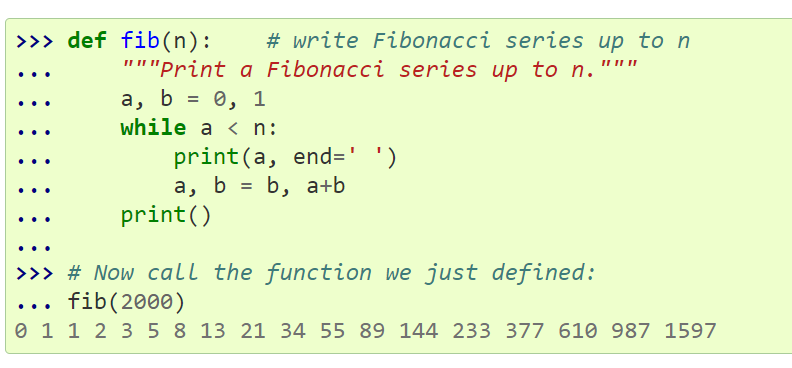 >>> def fib(n):    # write Fibonacci series up to n
...     """Print a Fibonacci series up to n."""
...     a, b = 0, 1
...     while a < n:
...         print(a, end=' ')
...         a, b = b, a+b
...     print()
...
>>> # Now call the function we just defined:
... fib(2000)
0 1 1 2 3 5 8 13 21 34 55 89 144 233 377 610 987 1597